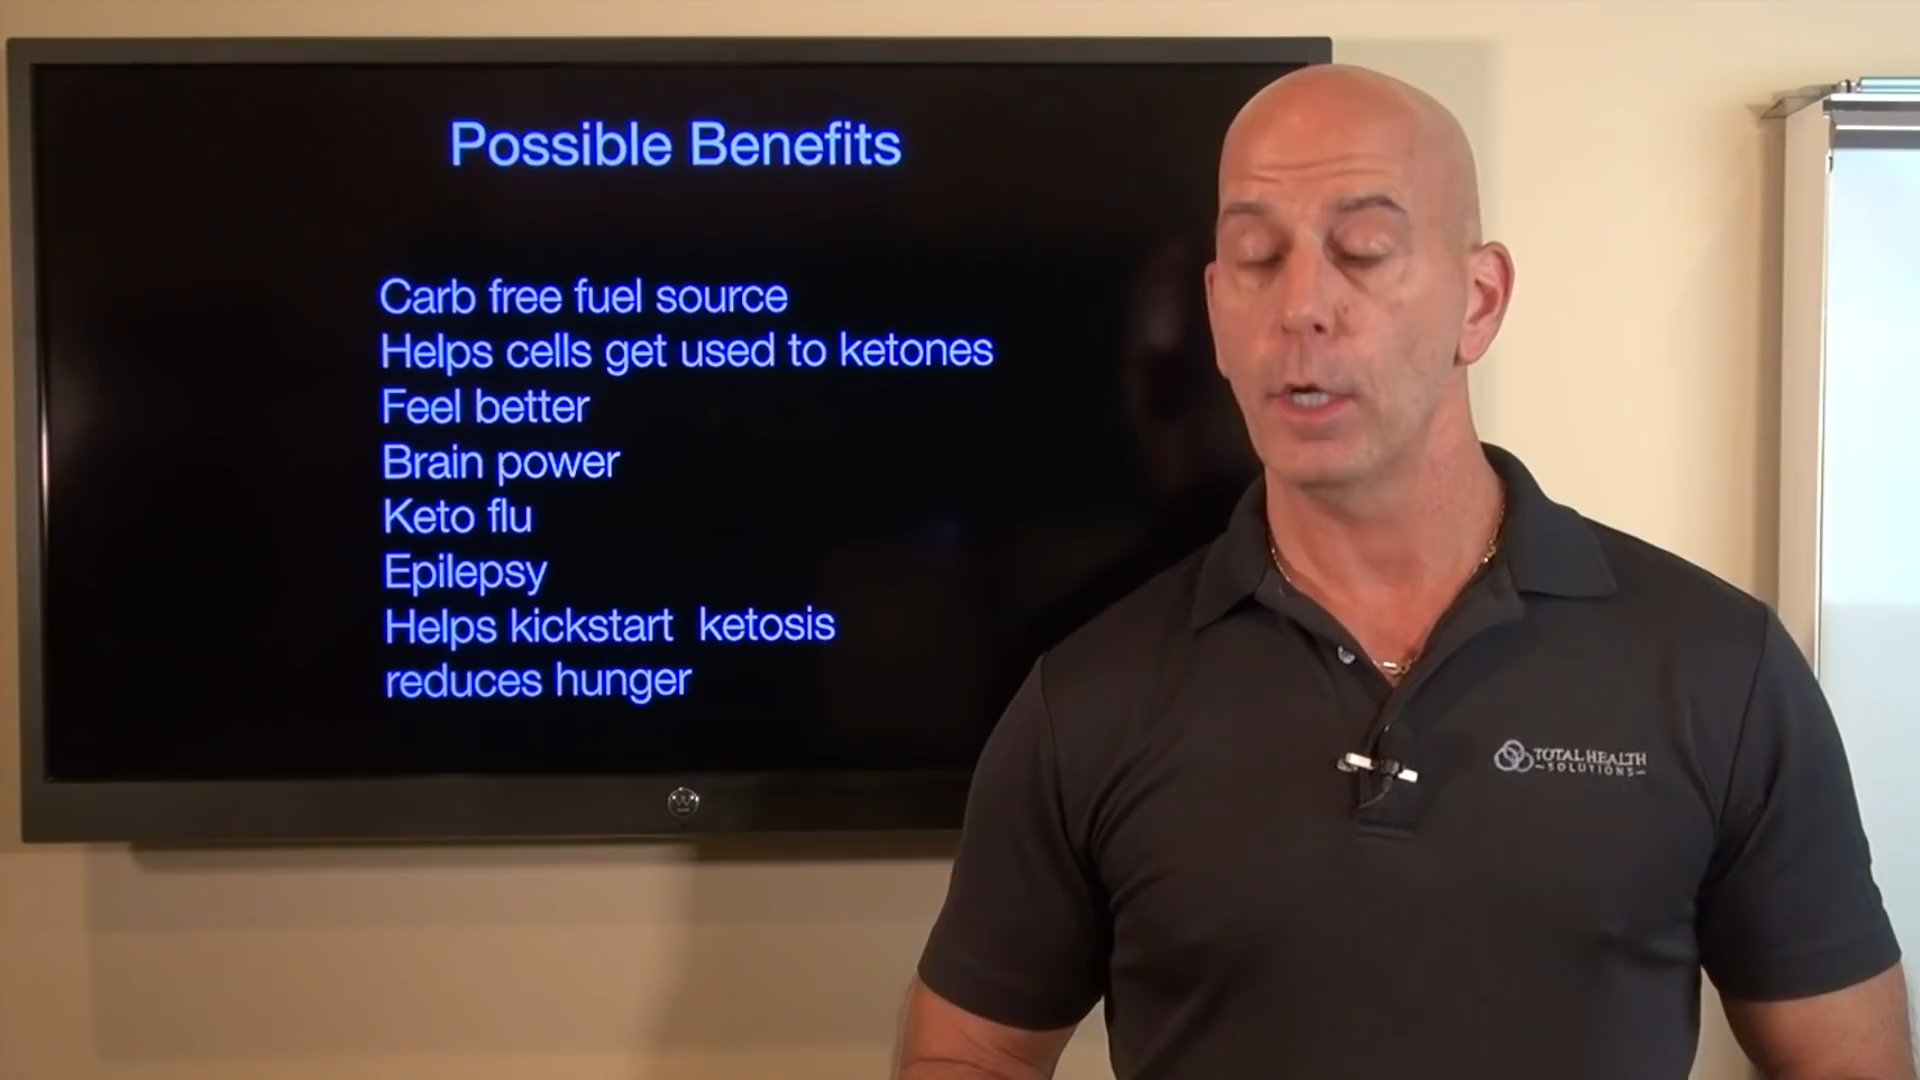 Possible Benefits
Carb free fuel source
Helps cells get used to ketones
Feel better
Brain power
Keto flu
Epilepsy
Helps kickstart ketosis
reduces hunger
TOTAL HEALTH
SOLUTIONS
W